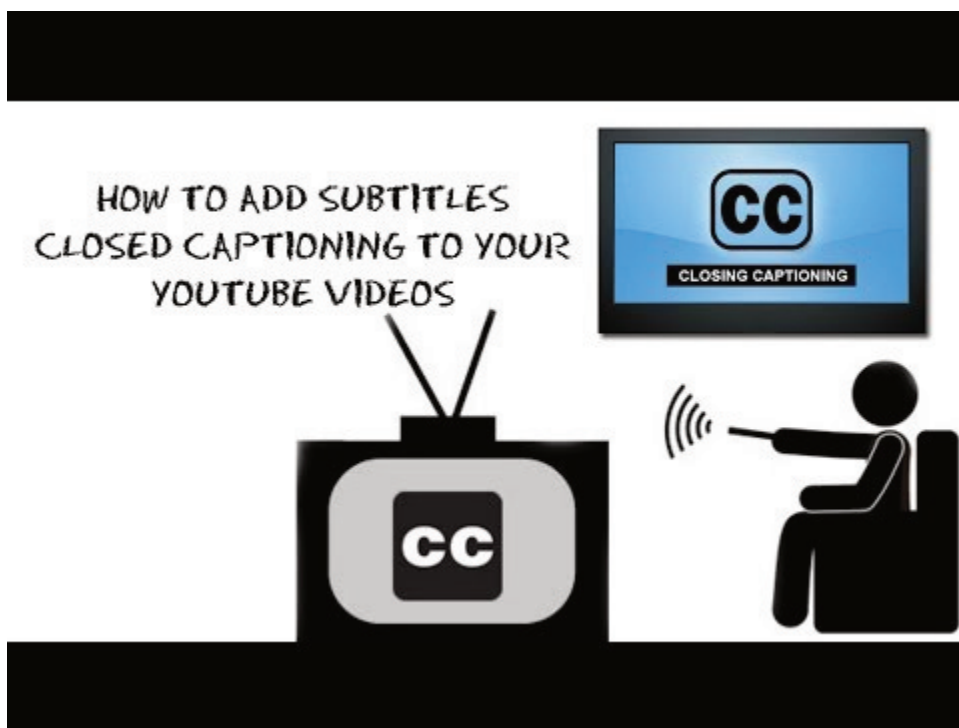 HOW TO ADD SUBTITLES
CLOSED CAPTIONING TO YOUR
YOUTUBE VIDEOS
CC
CLOSING CAPTIONING
CC